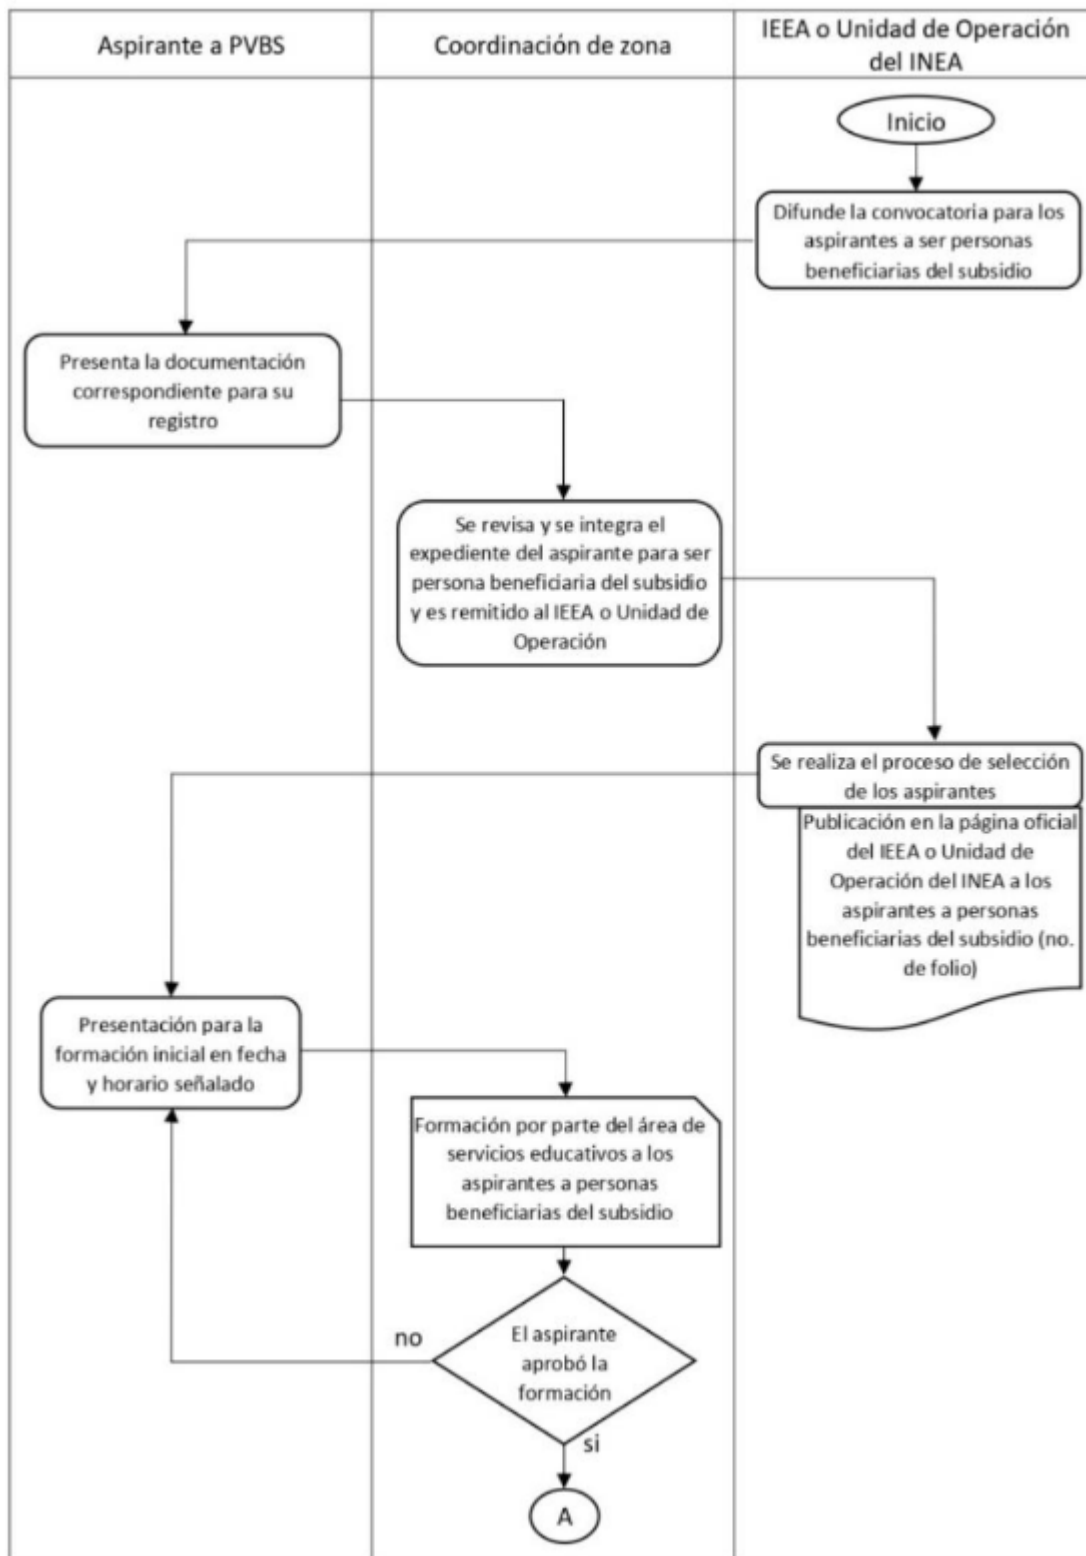 Aspirante a PVBS
Coordinación de zona
IEEA o Unidad de Operación
del INEA
Inicio
Difunde la convocatoria para los
aspirantes a ser personas
beneficiarias del subsidio
Presenta la documentación
correspondiente para su
registro
Se revisa y se integra el
expediente del aspirante para ser
persona beneficiaria del subsidio
y es remitido al IEEA o Unidad de
Operación
Se realiza el proceso de selección
de los aspirantes
Publicación en la página oficial
del IEEA o Unidad de
Operación del INEA a los
aspirantes a personas
beneficiarias del subsidio (no.
de folio)
Presentación para la
formación inicial en fecha
y horario señalado
Formación por parte del área de
servicios educativos a los
aspirantes a personas
beneficiarias del subsidio
no
El aspirante
aprobó la
formación
si
A